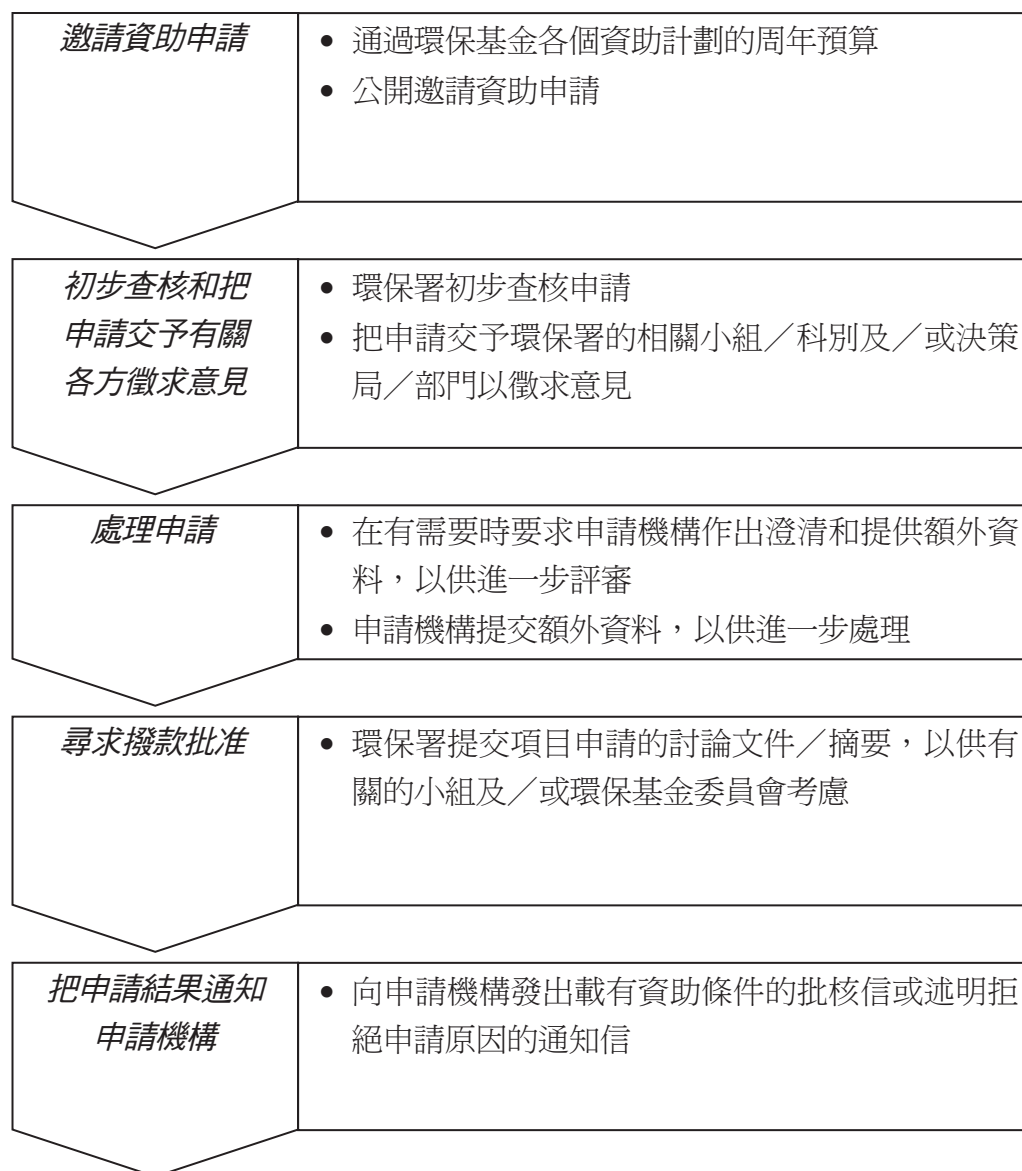 邀請資助申請
• 通過環保基金各個資助計劃的周年預算
• 公開邀請資助申請
初步查核和把
申請交予有關
各方徵求意見
• 環保署初步查核申請
• 把申請交予環保署的相關小組／科別及／或決策
局／部門以徵求意見
處理申請
• 在有需要時要求申請機構作出澄清和提供額外資
料，以供進一步評審
• 申請機構提交額外資料，以供進一步處理
尋求撥款批准
• 環保署提交項目申請的討論文件／摘要，以供有
關的小組及／或環保基金委員會考慮
把申請結果通知
申請機構
• 向申請機構發出載有資助條件的批核信或述明拒
絕申請原因的通知信